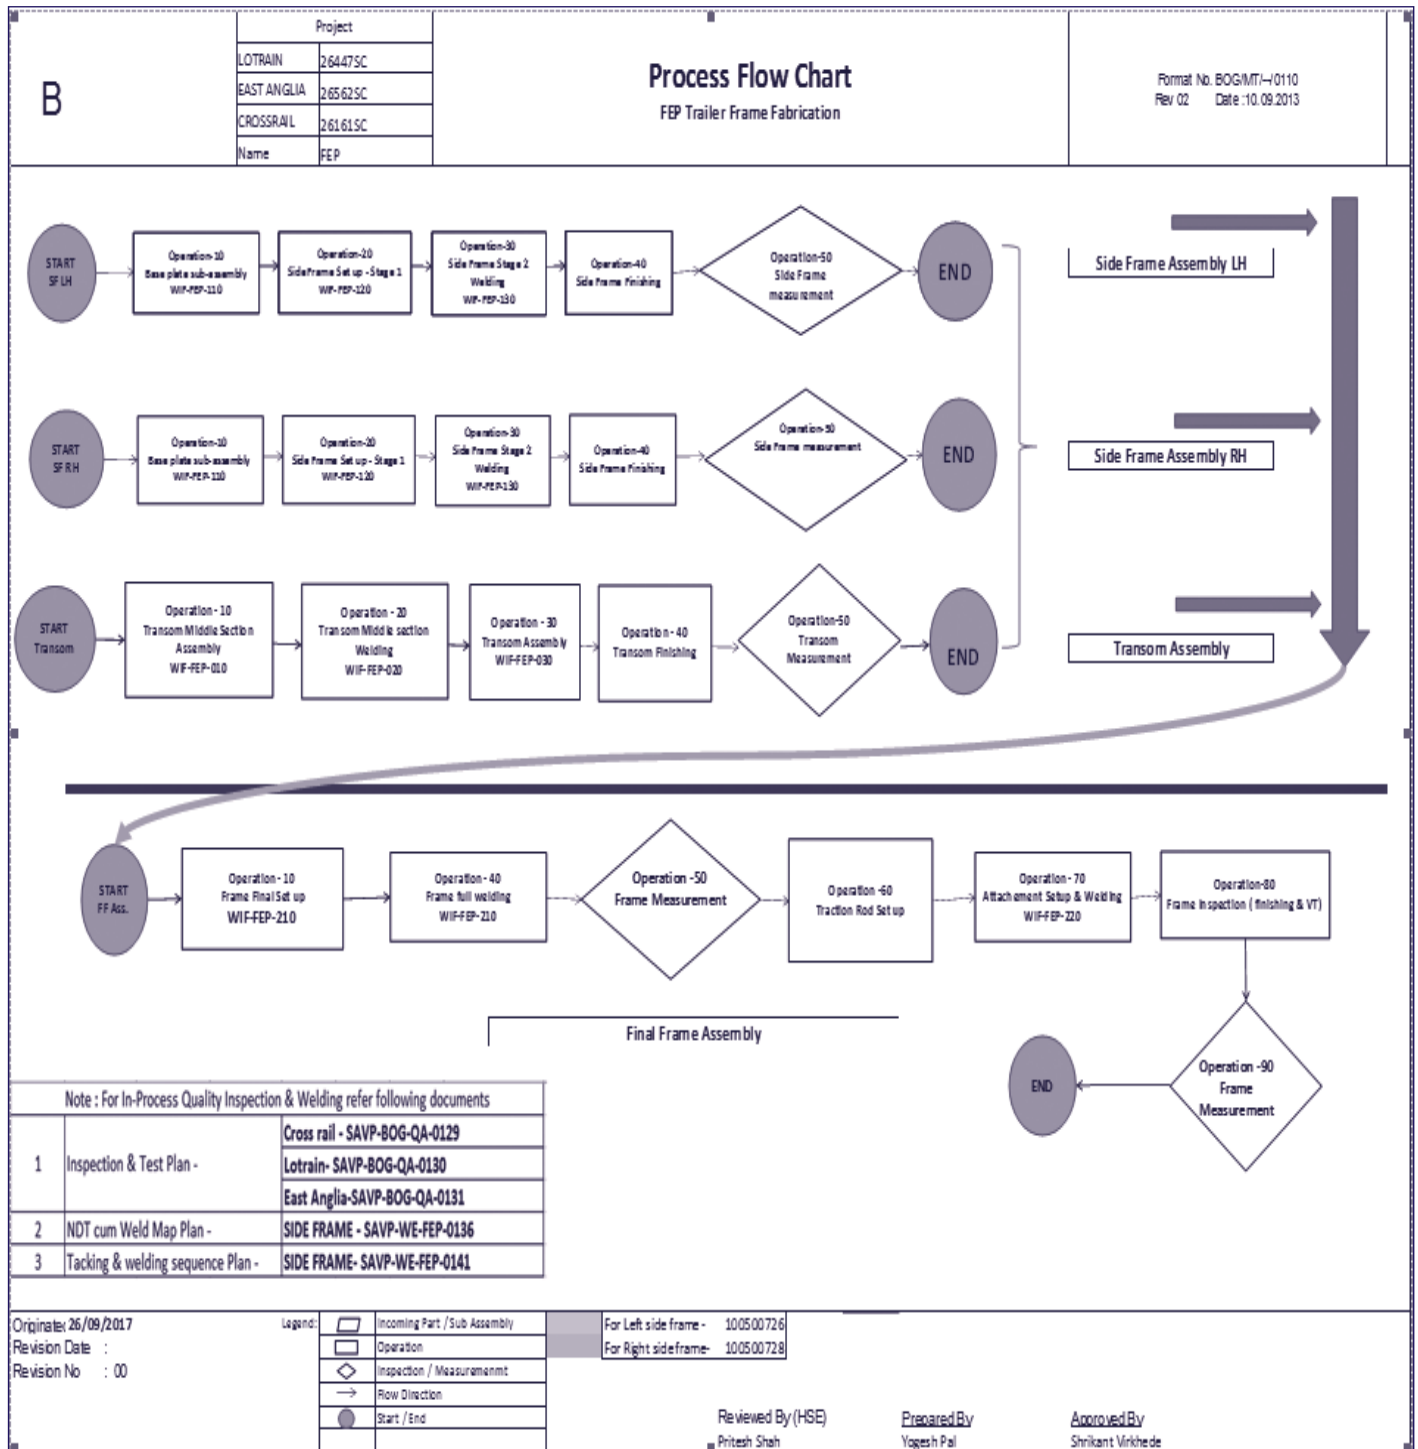 B
Project
LOTRAIN 26447SC
EAST ANGLIA 26562SC
CROSSRAIL 26161SC
Name FEP
Process Flow Chart
FEP Trailer Frame Fabrication
Format No. BOG/MT/--/0110
Rev 02 Date :10.09.2013
START
SF LH
Operation-10
Base plate sub-assembly
WIF-FEP-110
Operation-20
Side Frame Set up - Stage 1
WIF-FEP-120
Operation-30
Side Frame Stage 2
Welding
WIF-FEP-130
Operation-40
Side Frame Finishing
Operation-50
Side Frame
measurement
END
Side Frame Assembly LH
START
SF RH
Operation-10
Base plate sub-assembly
WIF-FEP-110
Operation-20
Side Frame Set up - Stage 1
WIF-FEP-120
Operation-30
Side Frame Stage 2
Welding
WIF-FEP-130
Operation-40
Side Frame Finishing
Operation-50
Side Frame measurement
END
Side Frame Assembly RH
START
Transom
Operation - 10
Transom Middle Section
Assembly
WIF-FEP-010
Operation - 20
Transom Middle section
Welding
WIF-FEP-020
Operation - 30
Transom Assembly
WIF-FEP-030
Operation - 40
Transom Finishing
Operation-50
Transom
Measurement
END
Transom Assembly
START
FF Ass.
Operation - 10
Frame Final Set up
WIF-FEP-210
Operation - 40
Frame full welding
WIF-FEP-210
Operation -50
Frame Measurement
Operation -60
Traction Rod Set up
Operation - 70
Attachement Setup & Welding
WIF-FEP-220
Operation-80
Frame Inspection ( finishing & VT)
Operation -90
Frame
Measurement
END
Final Frame Assembly
Note : For In-Process Quality Inspection & Welding refer following documents
1 Inspection & Test Plan -
Cross rail - SAVP-BOG-QA-0129
Lotrain- SAVP-BOG-QA-0130
East Anglia-SAVP-BOG-QA-0131
2 NDT cum Weld Map Plan - SIDE FRAME - SAVP-WE-FEP-0136
3 Tacking & welding sequence Plan - SIDE FRAME- SAVP-WE-FEP-0141
Originate: 26/09/2017
Revision Date :
Revision No : 00
Legend:
Incoming Part / Sub Assembly
Operation
Inspection / Measuremenmt
Flow Direction
Start / End
For Left side frame - 100500726
For Right sideframe- 100500728
Reviewed By (HSE)
Pritesh Shah
Prepared By
Yogesh Pal
Approved By
Shrikant Virkhede